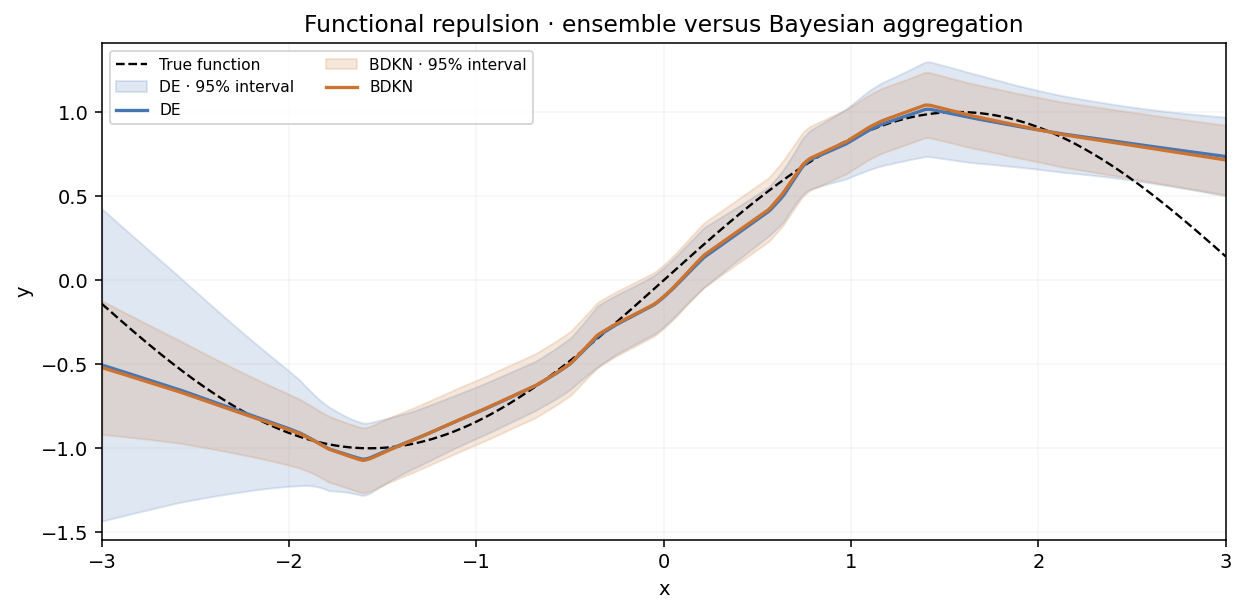 Functional repulsion · ensemble versus Bayesian aggregation
True function
DE · 95% interval
DE
BDKN · 95% interval
BDKN
y
1.0
0.5
0.0
−0.5
−1.0
−1.5
−3
−2
−1
0
1
2
3
x